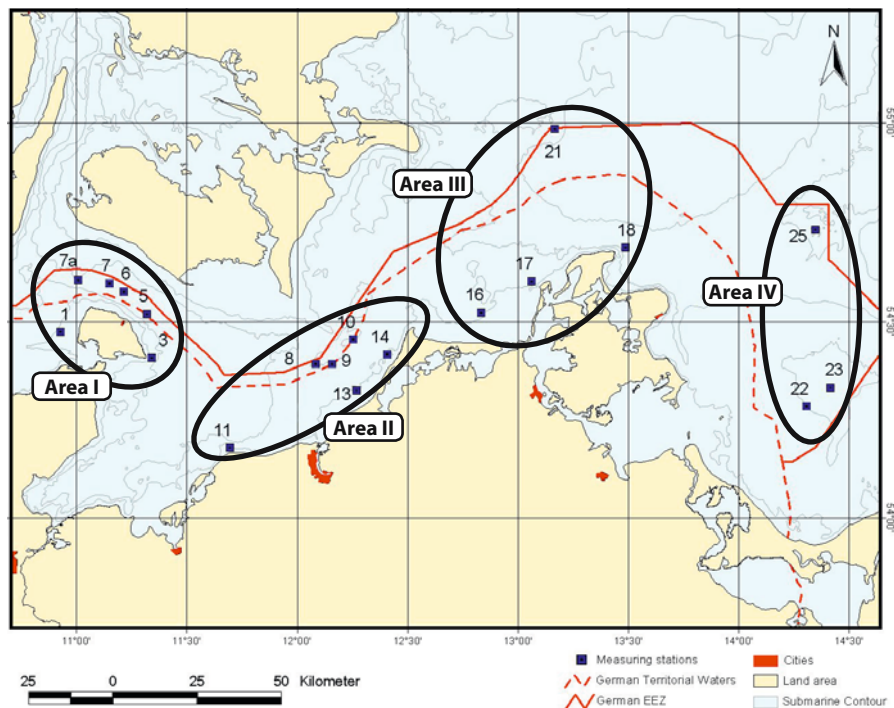 N
55°00'
21
Area III
18
25
7a
7
6
17
Area IV
5
16
1
10
54°30'
3
8
9
14
Area I
13
23
22
Area II
11
54°00'
11°00'
11°30'
12°00'
12°30'
13°00'
13°30'
14°00'
14°30'
25
0
25
50
Kilometer
Measuring stations
Cities
German Territorial Waters
Land area
German EEZ
Submarine Contour